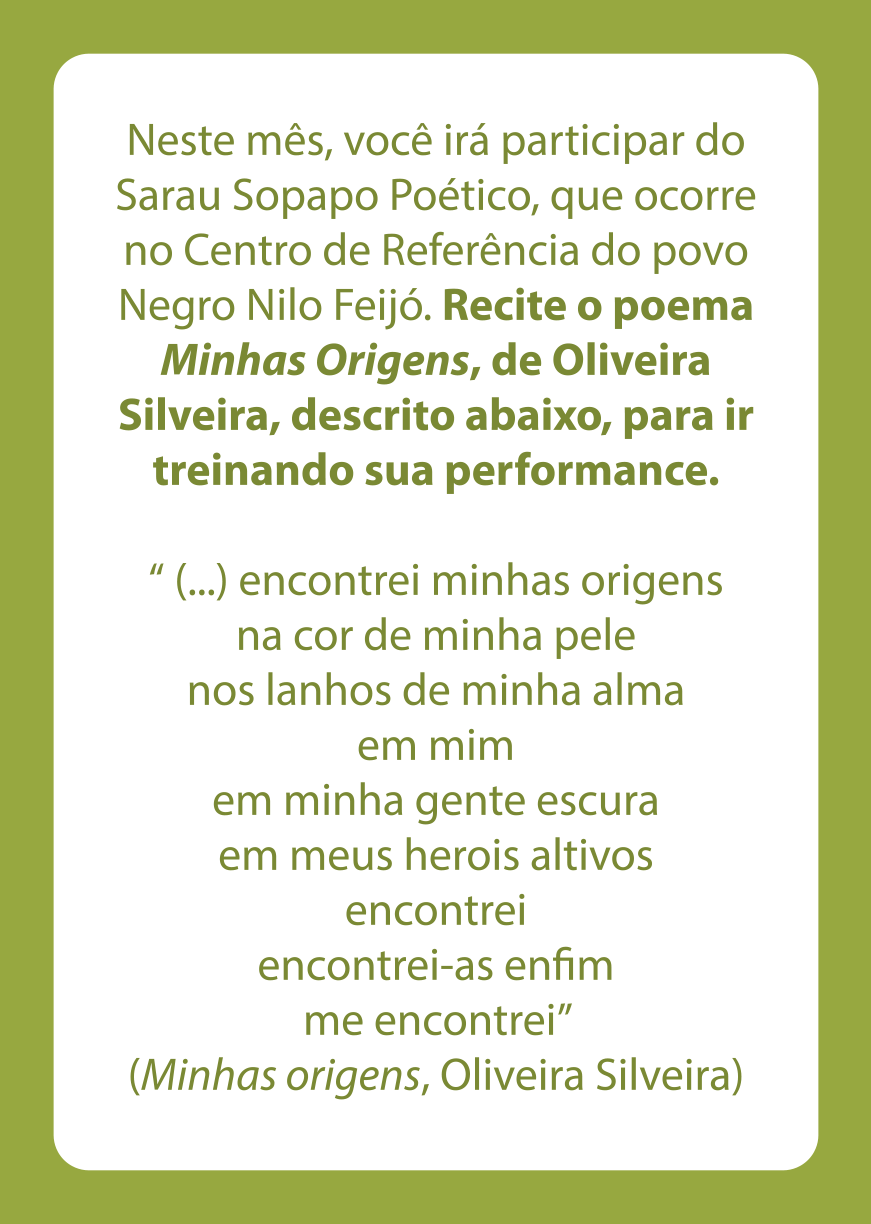 Neste mês, você irá participar do
Sarau Sopapo Poético, que ocorre
no Centro de Referência do povo
Negro Nilo Feijó. Recite o poema
Minhas Origens, de Oliveira
Silveira, descrito abaixo, para ir
treinando sua performance.
“ (...) encontrei minhas origens
na cor de minha pele
nos lanhos de minha alma
em mim
em minha gente escura
em meus herois altivos
encontrei
encontrei-as enfim
me encontrei”
(Minhas origens, Oliveira Silveira)